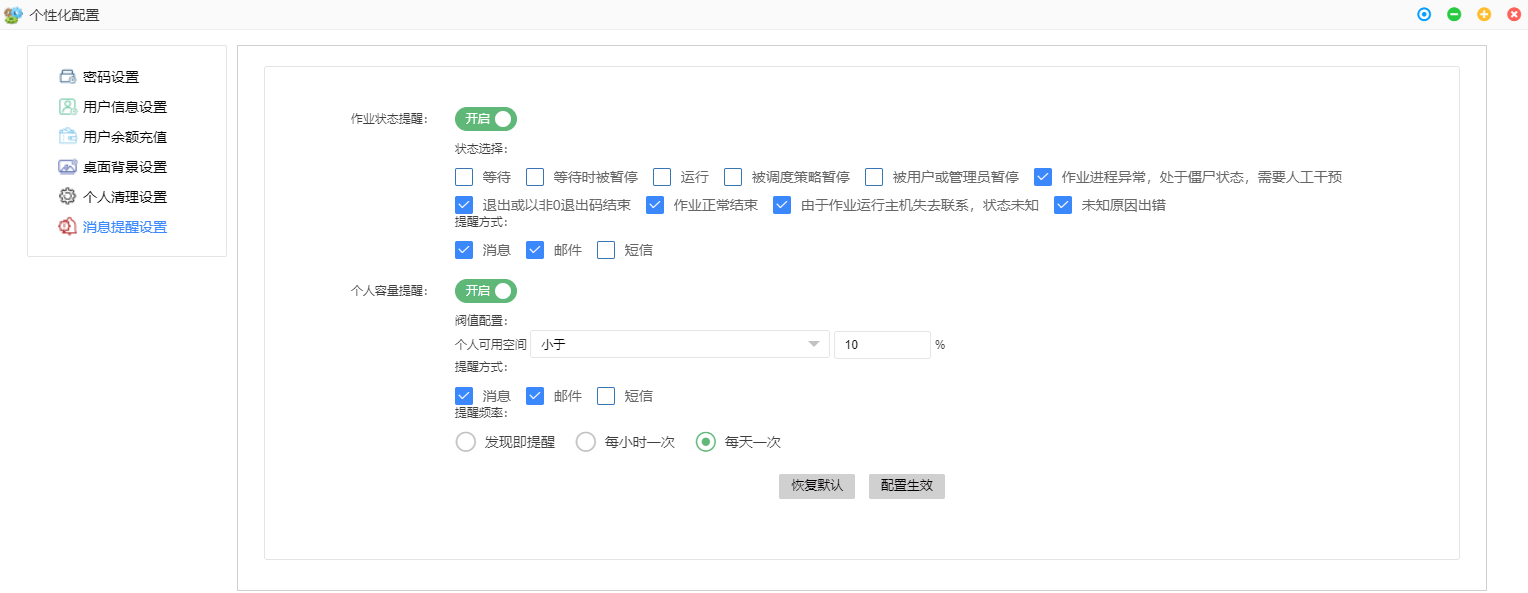 个性化配置
密码设置
用户信息设置
用户余额充值
桌面背景设置
个人清理设置
消息提醒设置
作业状态提醒： 开启
状态选择：
等待 等待时被暂停 运行 被调度策略暂停 被用户或管理员暂停 作业进程异常，处于僵尸状态，需要人工干预
退出或以非0退出码结束 作业正常结束 由于作业运行主机失去联系，状态未知 未知原因出错
提醒方式：
消息 邮件 短信
个人容量提醒： 开启
阀值配置：
个人可用空间 小于 10 %
提醒方式：
消息 邮件 短信
提醒频率：
发现即提醒 每小时一次 每天一次
恢复默认 配置生效